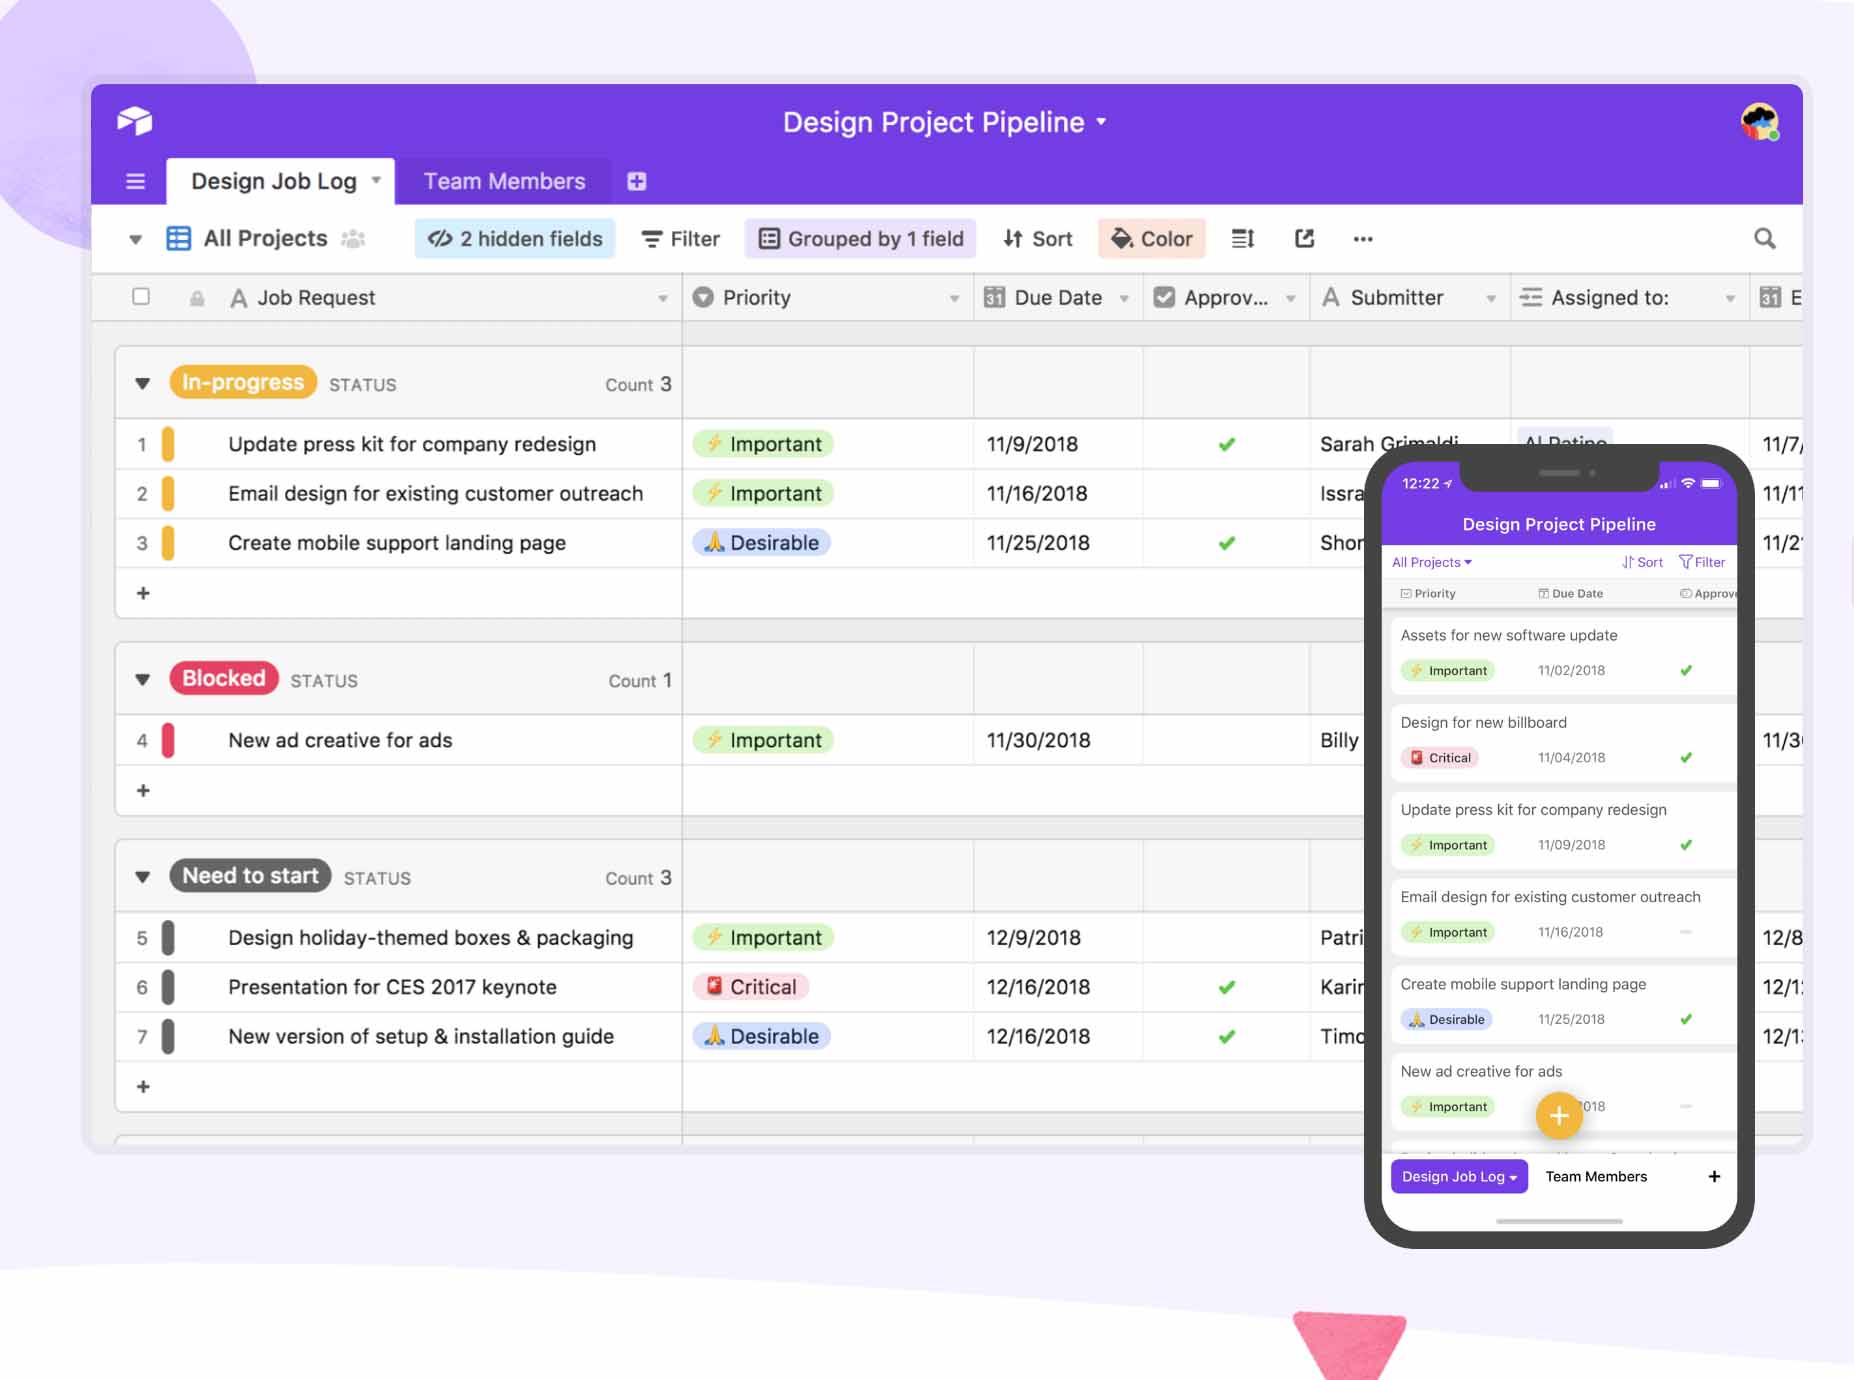 Design Project Pipeline
Design Job Log Team Members
All Projects 2 hidden fields Filter Grouped by 1 field Sort Color
A Job Request Priority 31 Due Date Approv... A Submitter Assigned to: 31 E
In-progress STATUS Count 3
1 Update press kit for company redesign Important 11/9/2018 Sarah Grimaldi Al Patino 11/7/
2 Email design for existing customer outreach Important 11/16/2018 Issra 11/11
3 Create mobile support landing page Desirable 11/25/2018 Shor 11/2
+
Blocked STATUS Count 1
4 New ad creative for ads Important 11/30/2018 Billy 11/3
+
Need to start STATUS Count 3
5 Design holiday-themed boxes & packaging Important 12/9/2018 Patri 12/8
6 Presentation for CES 2017 keynote Critical 12/16/2018 Karin 12/1
7 New version of setup & installation guide Desirable 12/16/2018 Timo 12/1
+
12:22
Design Project Pipeline
All Projects Sort Filter
Priority Due Date Approve
Assets for new software update
Important 11/02/2018
Design for new billboard
Critical 11/04/2018
Update press kit for company redesign
Important 11/09/2018
Email design for existing customer outreach
Important 11/16/2018
Create mobile support landing page
Desirable 11/25/2018
New ad creative for ads
Important 2018
+
Design Job Log Team Members +